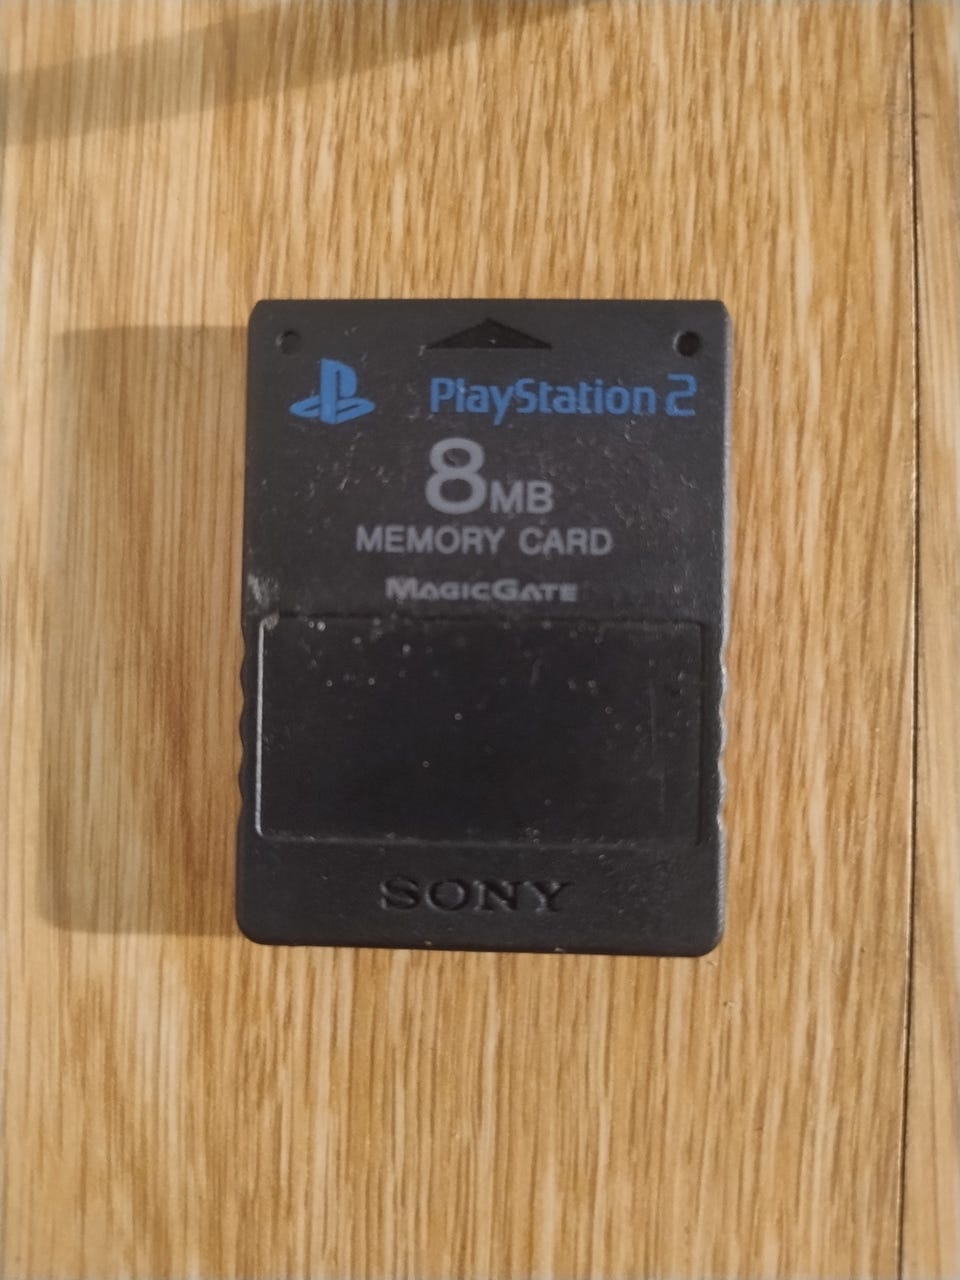 PlayStation 2
8MB
MEMORY CARD
MAGICGATE
SONY